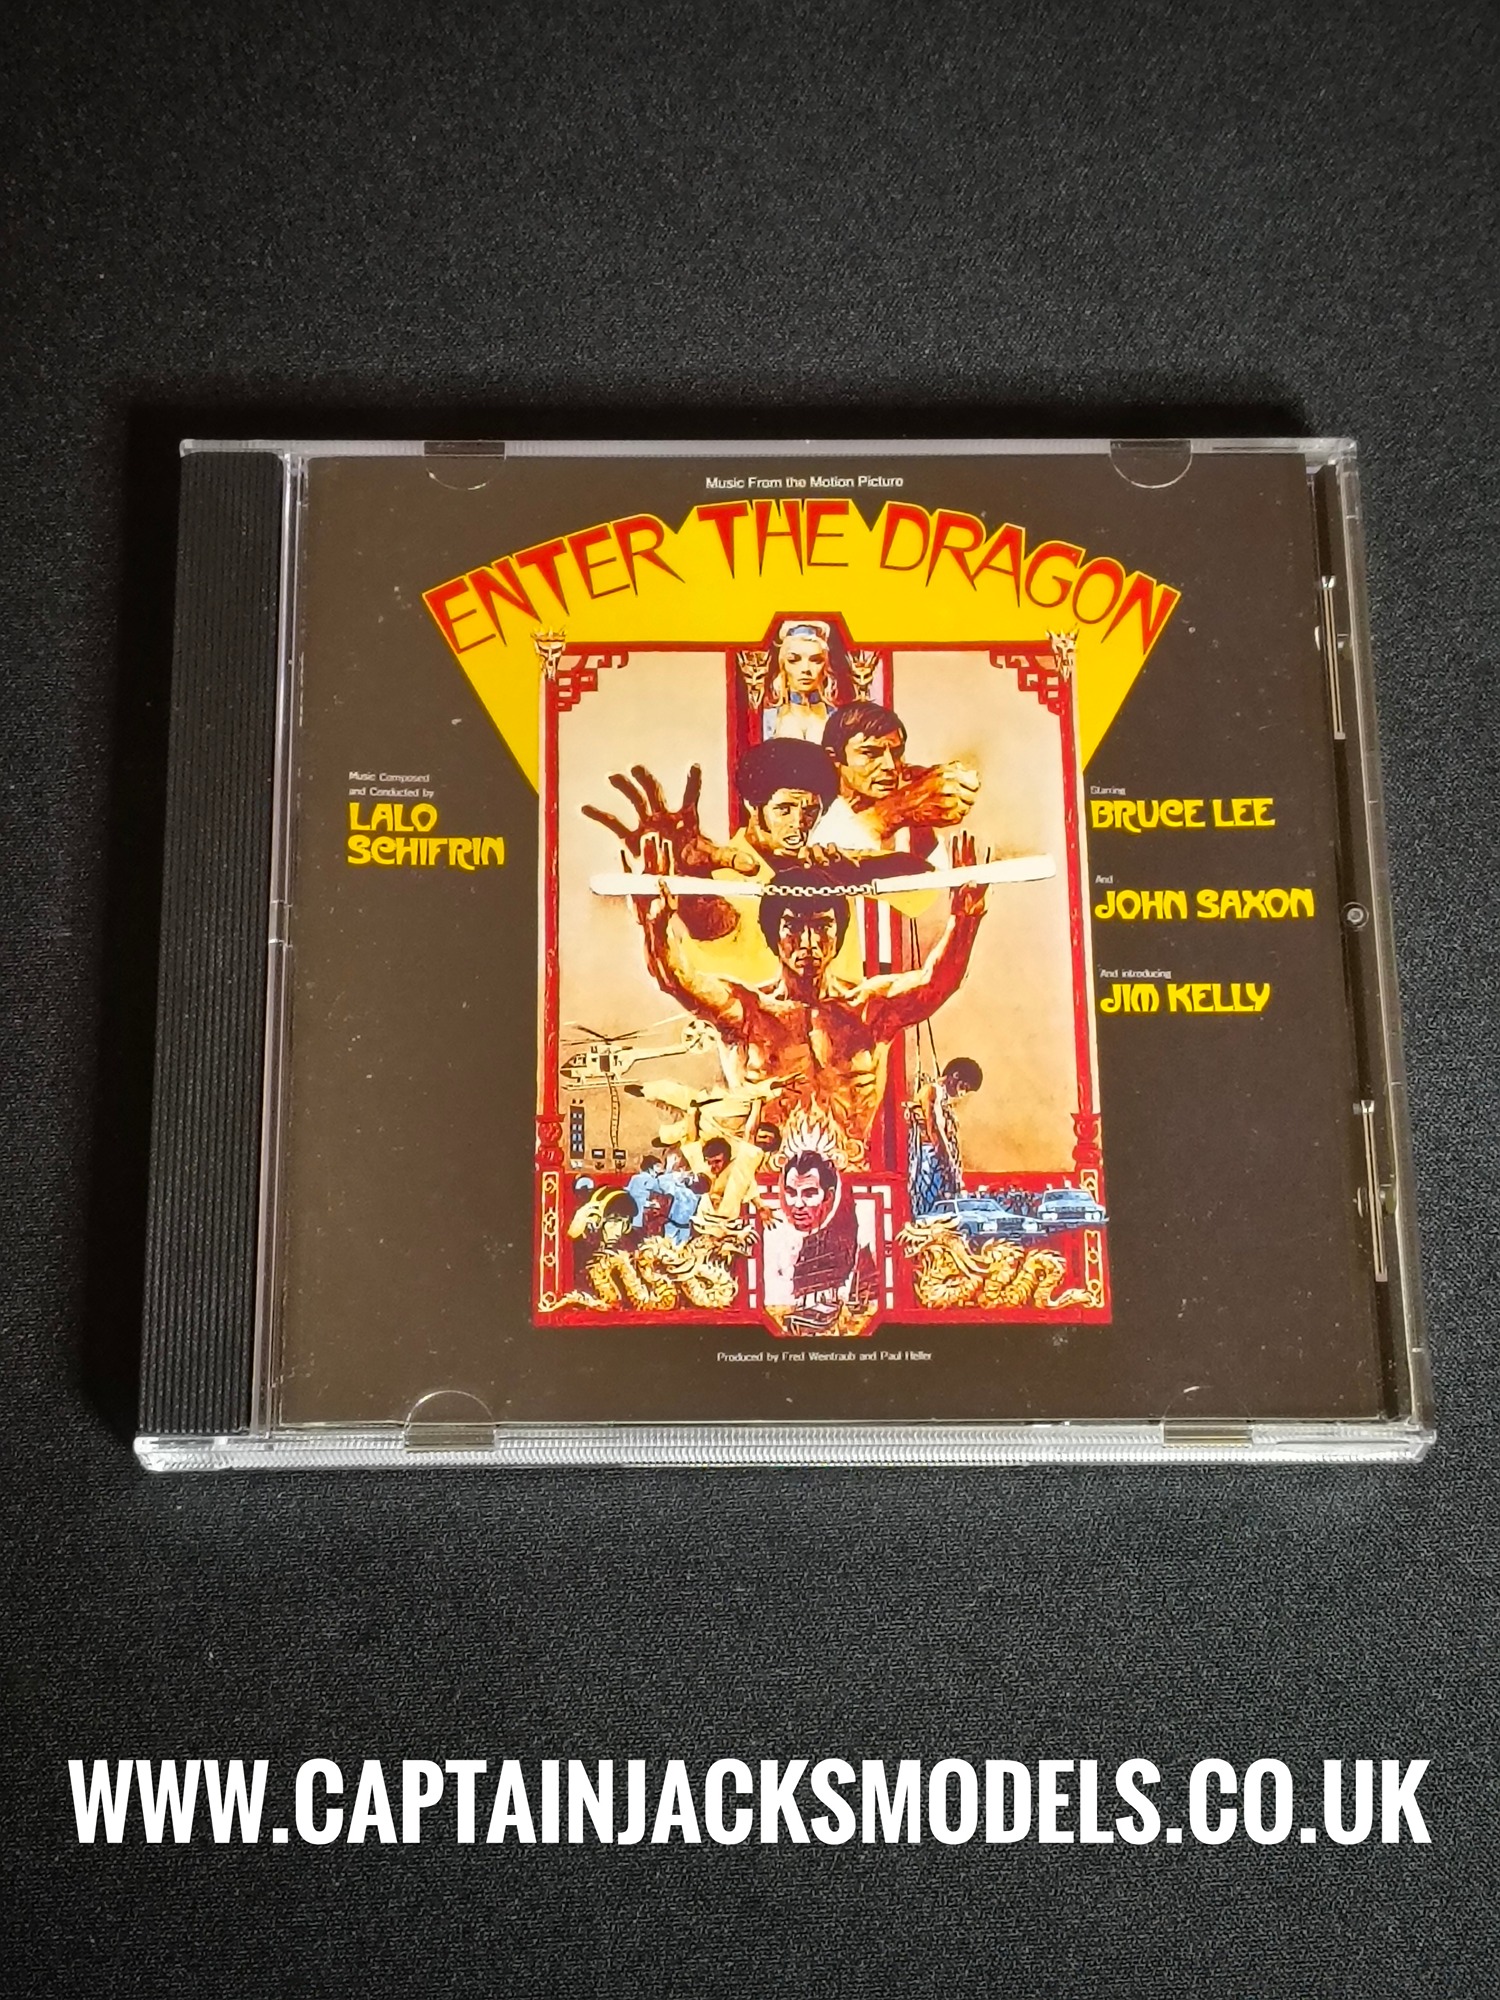 Music From the Motion Picture
ENTER THE DRAGON
Music Composed
and Conducted by
LALO
SCHIFRIN
Starring
BRUCE LEE
And
JOHN SAXON
And introducing
JIM KELLY
Produced by Fred Weintraub and Paul Heller
WWW.CAPTAINJACKSMODELS.CO.UK